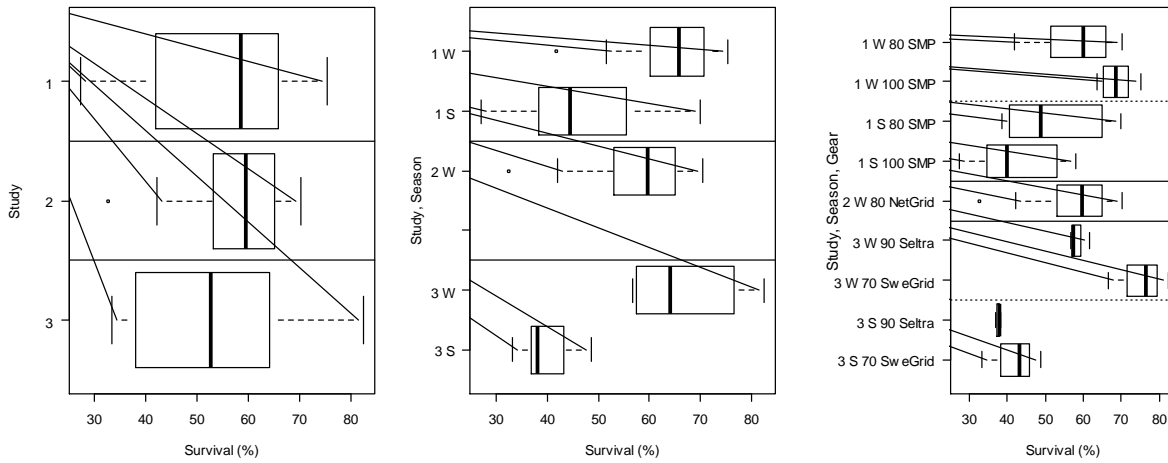 Study
1
2
3
30 40 50 60 70 80
Survival (%)
Study, Season
1 W
1 S
2 W
3 W
3 S
30 40 50 60 70 80
Survival (%)
Study, Season, Gear
1 W 80 SMP
1 W 100 SMP
1 S 80 SMP
1 S 100 SMP
2 W 80 NetGrid
3 W 90 Seltra
3 W 70 SweGrid
3 S 90 Seltra
3 S 70 SweGrid
30 40 50 60 70 80
Survival (%)